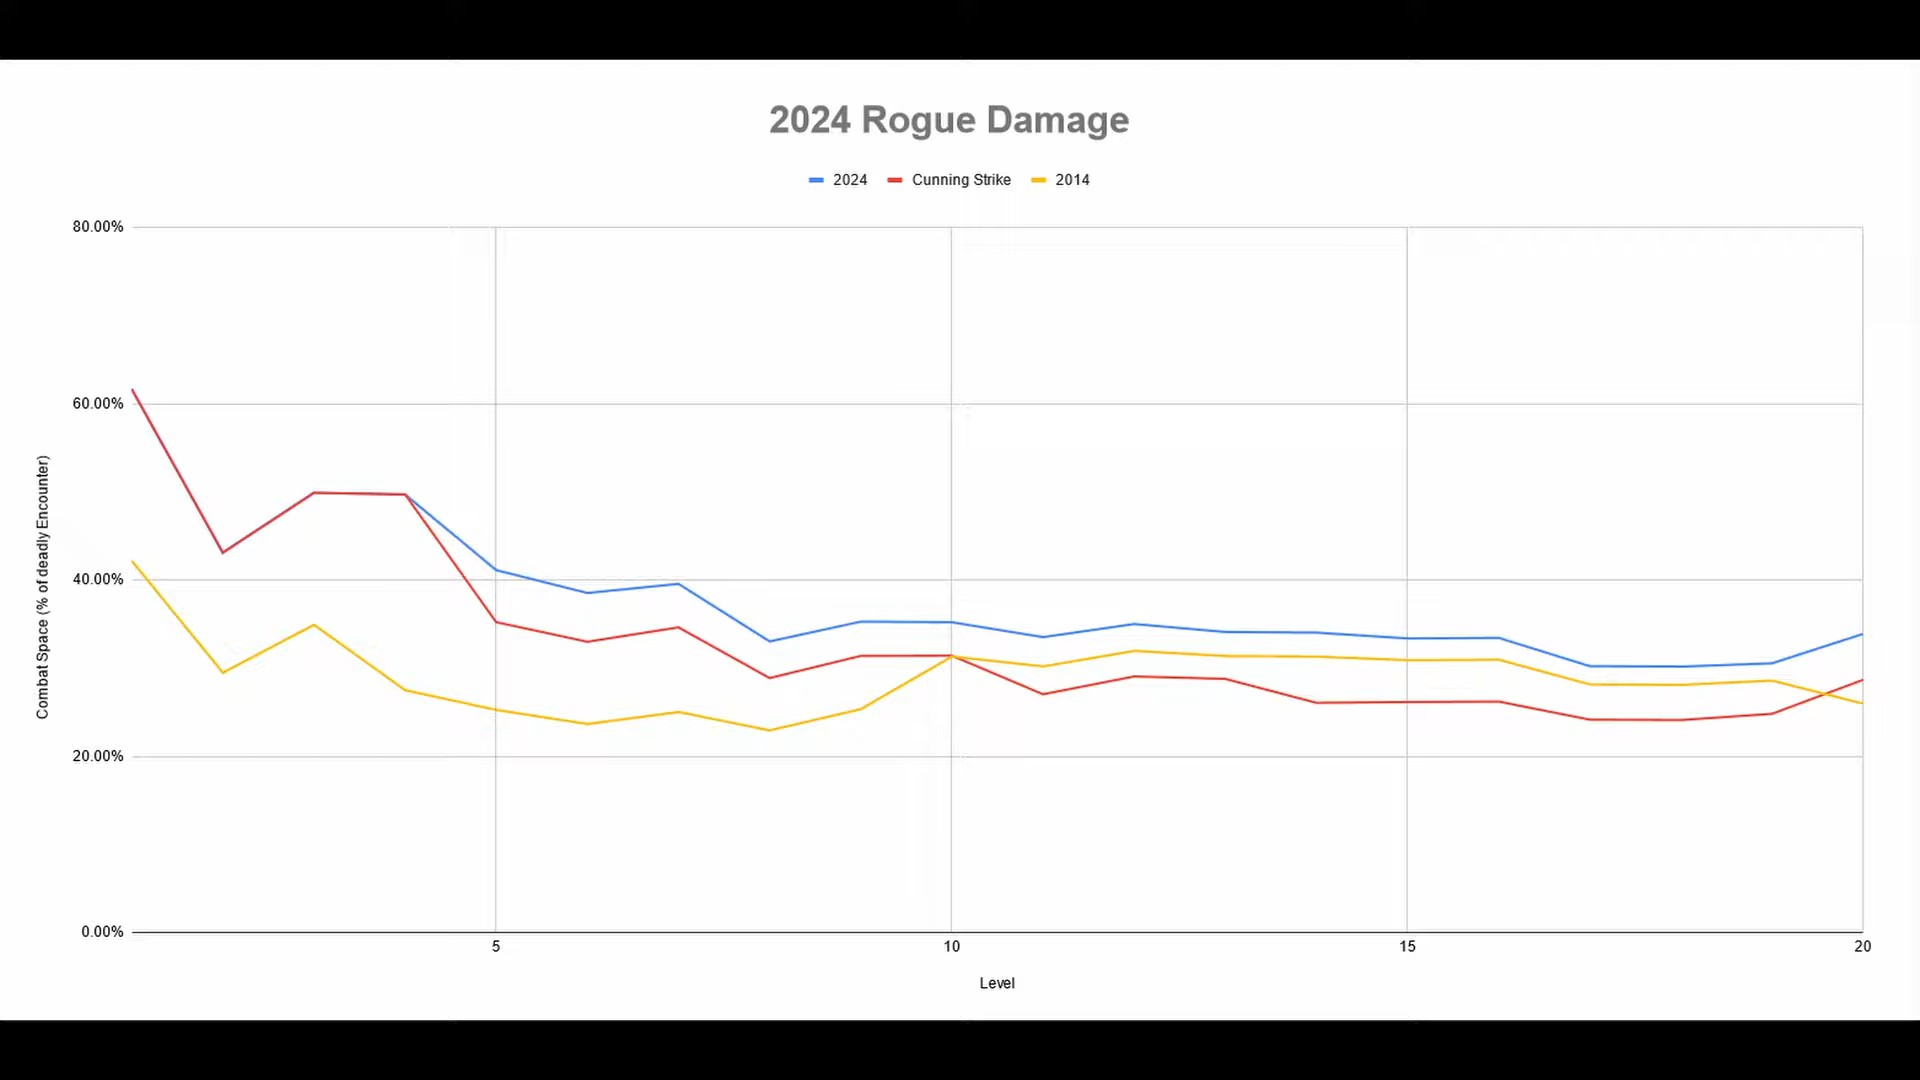 2024 Rogue Damage
2024 Cunning Strike 2014
80.00%
60.00%
40.00%
20.00%
0.00%
Combat Space (% of deadly Encounter)
5 10 15 20
Level